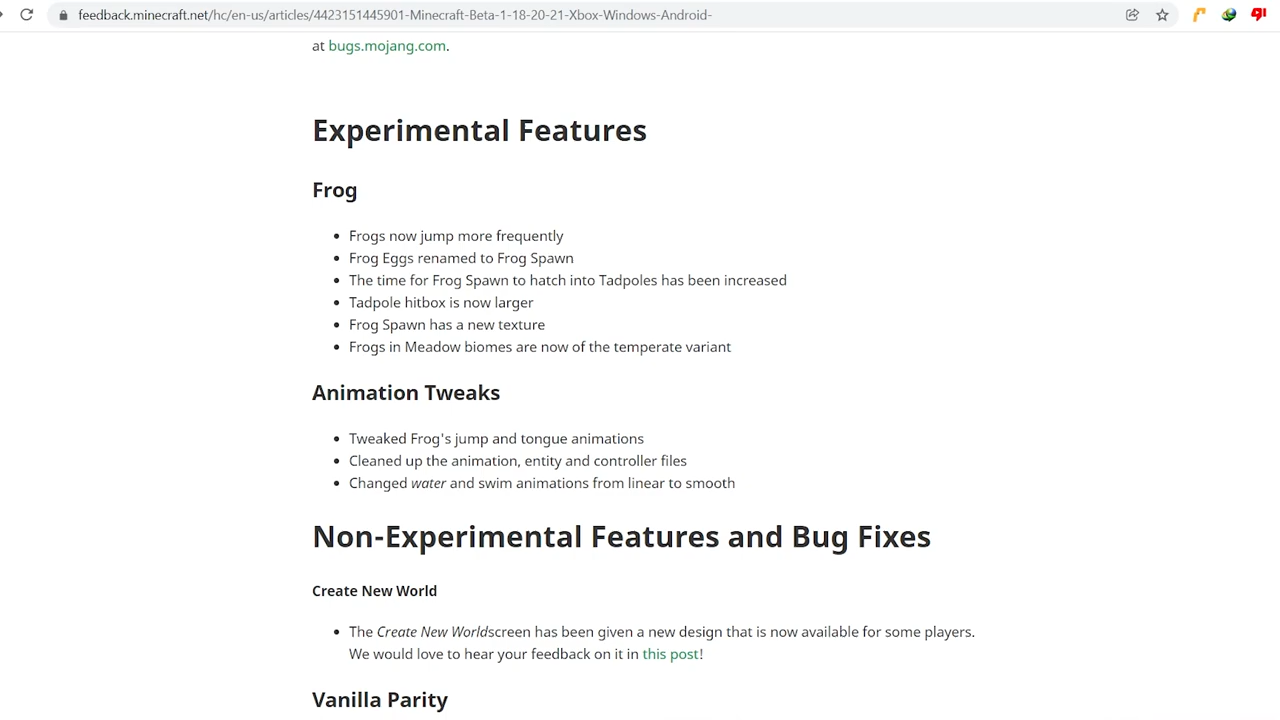 feedback.minecraft.net/hc/en-us/articles/4423151445901-Minecraft-Beta-1-18-20-21-Xbox-Windows-Android-
at bugs.mojang.com.
Experimental Features
Frog
• Frogs now jump more frequently
• Frog Eggs renamed to Frog Spawn
• The time for Frog Spawn to hatch into Tadpoles has been increased
• Tadpole hitbox is now larger
• Frog Spawn has a new texture
• Frogs in Meadow biomes are now of the temperate variant
Animation Tweaks
• Tweaked Frog's jump and tongue animations
• Cleaned up the animation, entity and controller files
• Changed water and swim animations from linear to smooth
Non-Experimental Features and Bug Fixes
Create New World
• The Create New Worldscreen has been given a new design that is now available for some players.
We would love to hear your feedback on it in this post!
Vanilla Parity